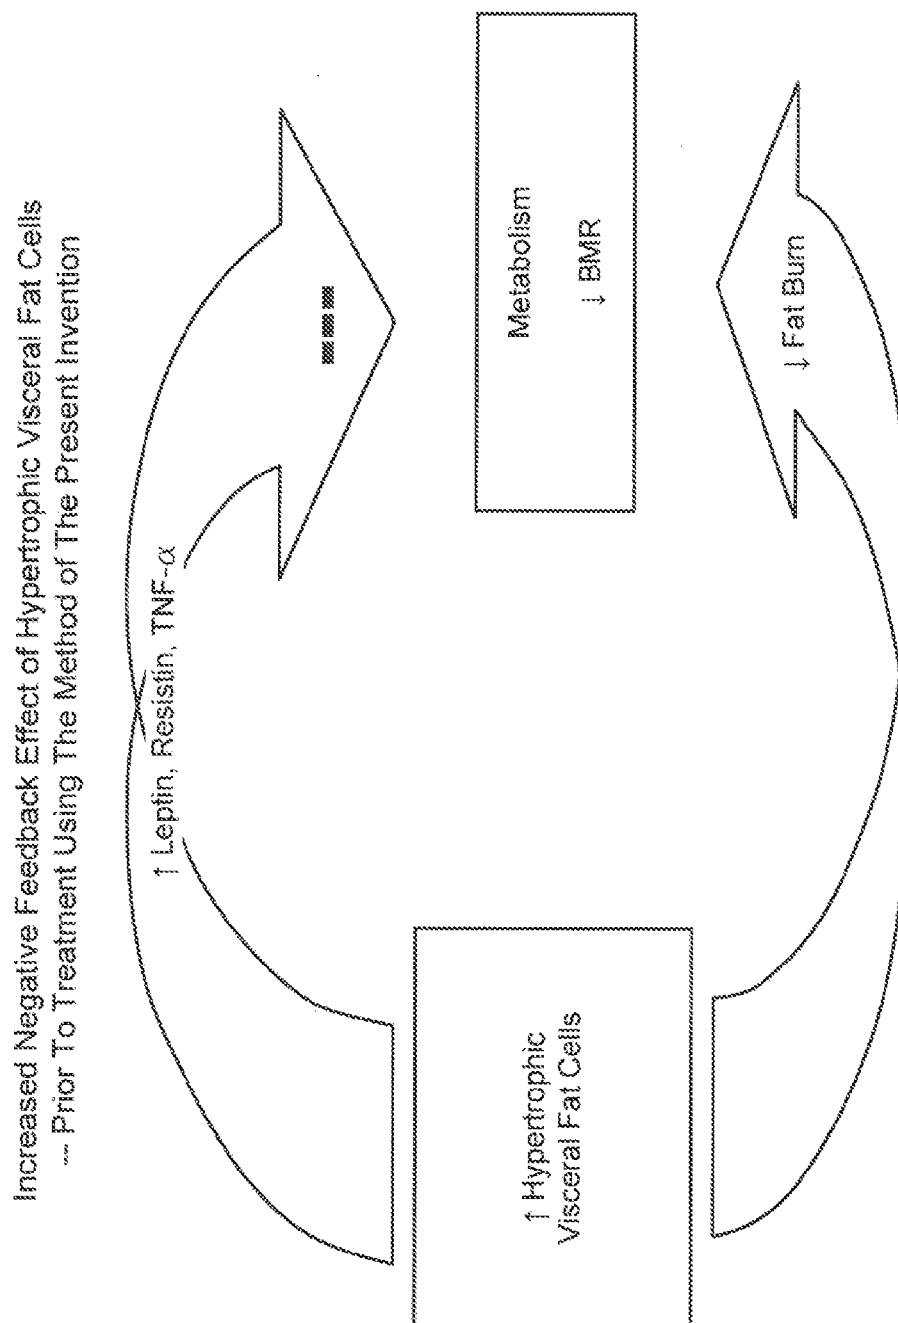 Increased Negative Feedback Effect of Hypertrophic Visceral Fat Cells
-- Prior To Treatment Using The Method of The Present Invention
↑ Leptin, Resistin, TNF-α
---
Metabolism
↓ BMR
↓ Fat Burn
↑ Hypertrophic
Visceral Fat Cells